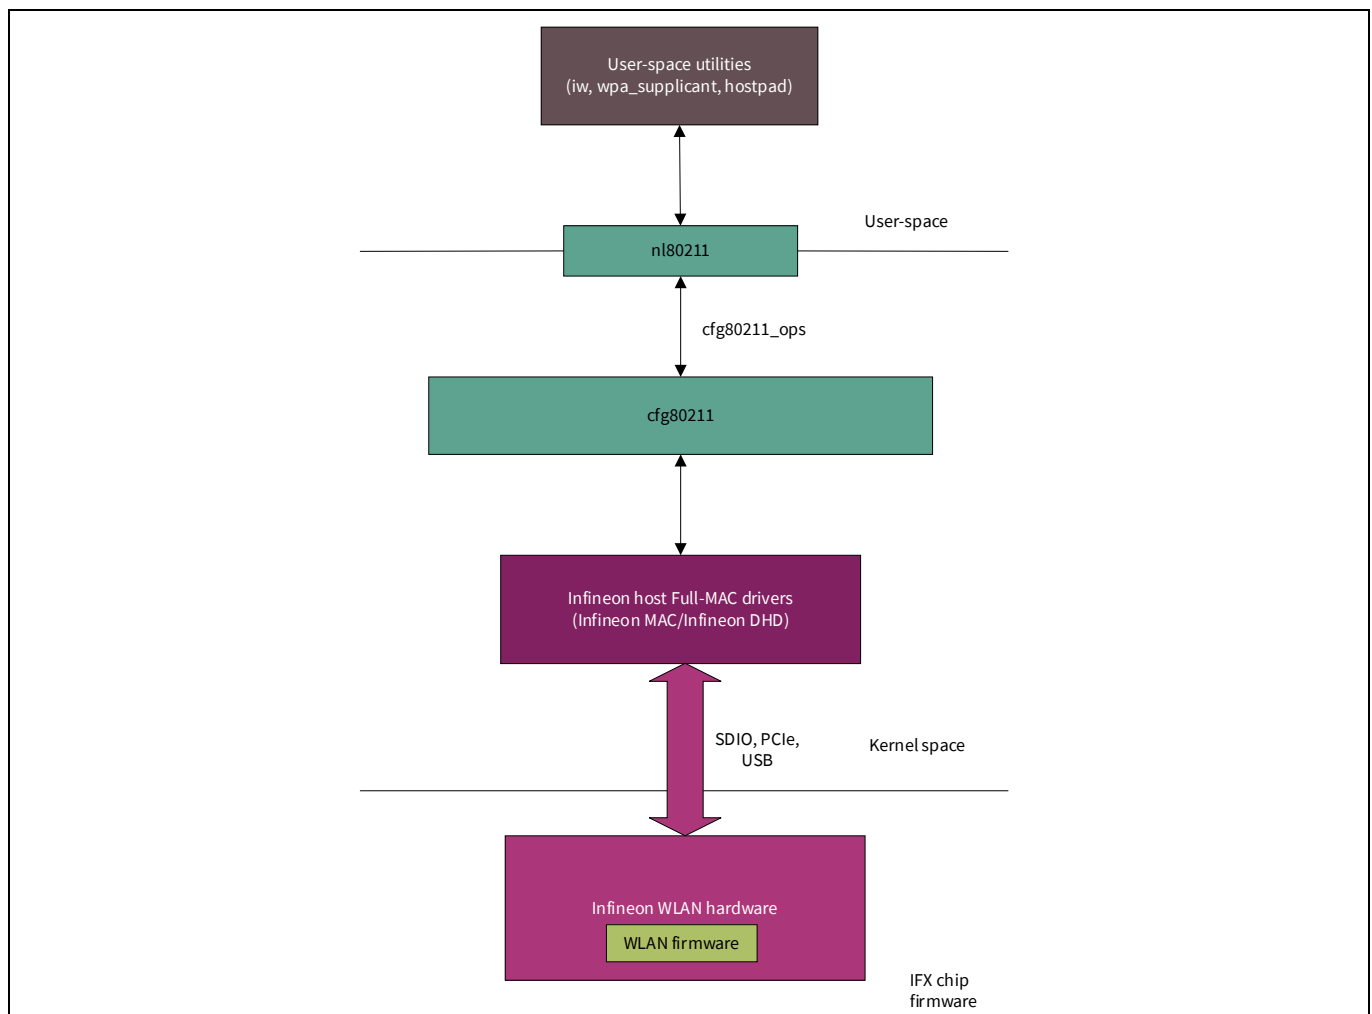 User-space utilities
(iw, wpa_supplicant, hostpad)
User-space
nl80211
cfg80211_ops
cfg80211
Infineon host Full-MAC drivers
(Infineon MAC/Infineon DHD)
SDIO, PCIe,
USB
Kernel space
Infineon WLAN hardware
WLAN firmware
IFX chip
firmware